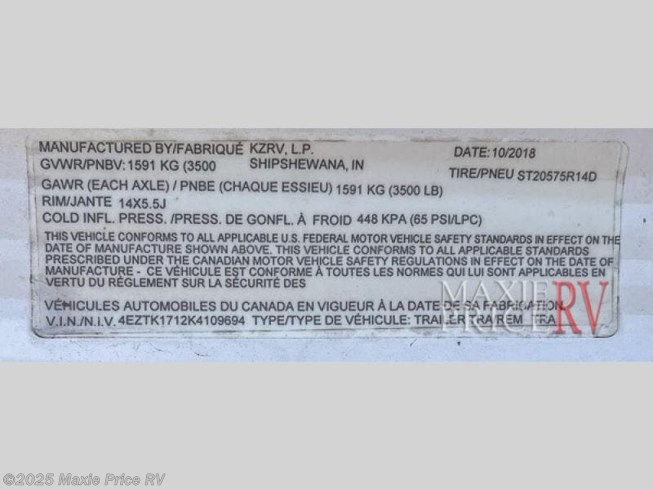 MANUFACTURED BY/FABRIQUÉ KZRV, L.P. DATE: 10/2018
GVWR/PNBV: 1591 KG (3500 SHIPSHEWANA, IN TIRE/PNEU ST20575R14D
GAWR (EACH AXLE) / PNBE (CHAQUE ESSIEU) 1591 KG (3500 LB)
RIM/JANTE 14X5.5J
COLD INFL. PRESS. /PRESS. DE GONFL. À FROID 448 KPA (65 PSI/LPC)
THIS VEHICLE CONFORMS TO ALL APPLICABLE U.S. FEDERAL MOTOR VEHICLE SAFETY STANDARDS IN EFFECT ON THE
DATE OF MANUFACTURE SHOWN ABOVE. THIS VEHICLE CONFORMS TO ALL APPLICABLE STANDARDS
PRESCRIBED UNDER THE CANADIAN MOTOR VEHICLE SAFETY REGULATIONS IN EFFECT ON THE DATE OF
MANUFACTURE - CE VÉHICULE EST CONFORME À TOUTES LES NORMES QUI LUI SONT APPLICABLES EN
VERTU DU RÉGLEMENT SUR LA SÉCURITÉ DES
VÉHICULES AUTOMOBILES DU CANADA EN VIGUEUR À LA DATE DE SA FABRICATION
V.I.N./N.I.V. 4EZTK1712K4109694 TYPE/TYPE DE VÉHICULE: TRAILER TRA/REM TRA
MAXIE
PRICE RV
© 2025 Maxie Price RV